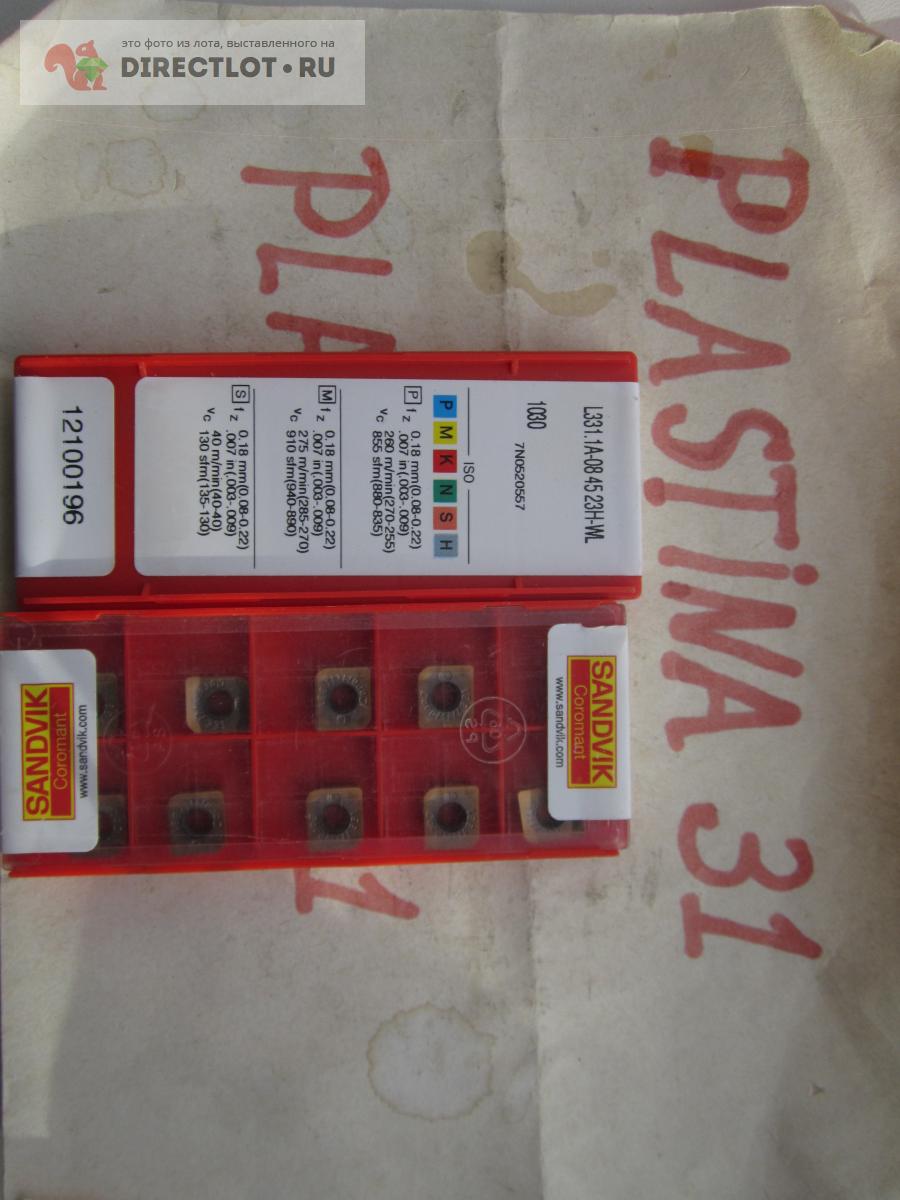 это фото из лота, выставленного на
DIRECTLOT•RU
PLASTiNA 31
PLA
1
L331.1A-08 45 23H-WL
1030
7N0520557
ISO
P M K N S H
P fz 0.18 mm(0.08-0.22)
.007 in(.003-.009)
vc 260 m/min(270-255)
855 sfm(880-835)
M fz 0.18 mm(0.08-0.22)
.007 in(.003-.009)
vc 275 m/min(285-270)
910 sfm(940-890)
S fz 0.18 mm(0.08-0.22)
.007 in(.003-.009)
vc 40 m/min(40-40)
130 sfm(135-130)
12100196
SANDVIK
Coromant
www.sandvik.com
SANDVIK
Coromant
www.sandvik.com